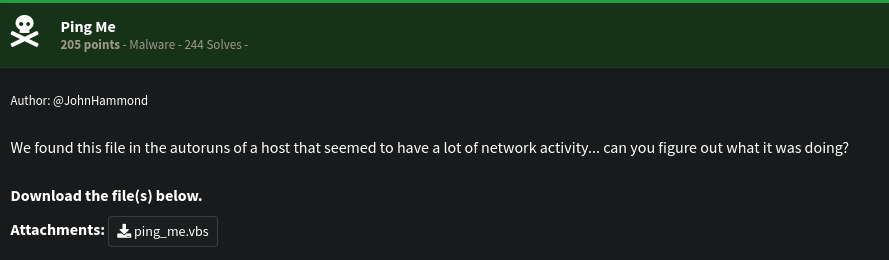 Ping Me
205 points - Malware - 244 Solves -
Author: @JohnHammond
We found this file in the autoruns of a host that seemed to have a lot of network activity... can you figure out what it was doing?
Download the file(s) below.
Attachments: ping_me.vbs